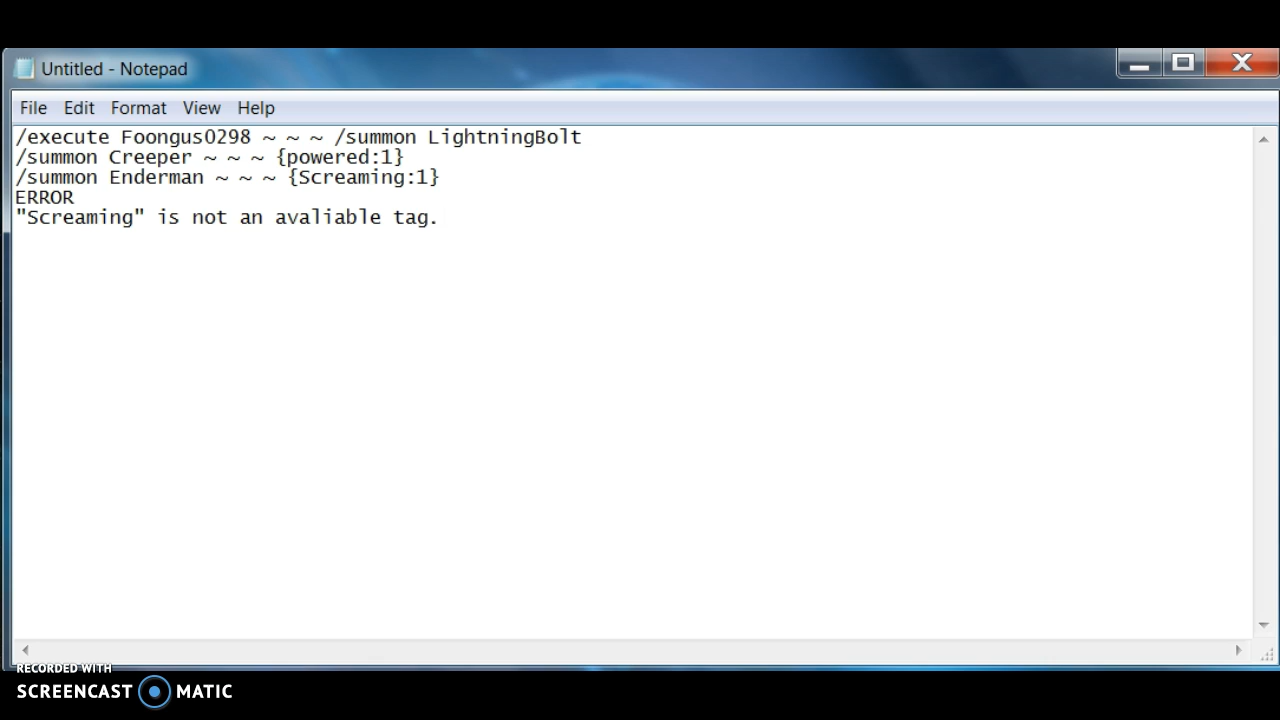 Untitled - Notepad
File Edit Format View Help
/execute Foongus0298 ~ ~ ~ /summon LightningBolt
/summon Creeper ~ ~ ~ {powered:1}
/summon Enderman ~ ~ ~ {Screaming:1}
ERROR
"Screaming" is not an avaliable tag.
RECORDED WITH
SCREENCAST MATIC